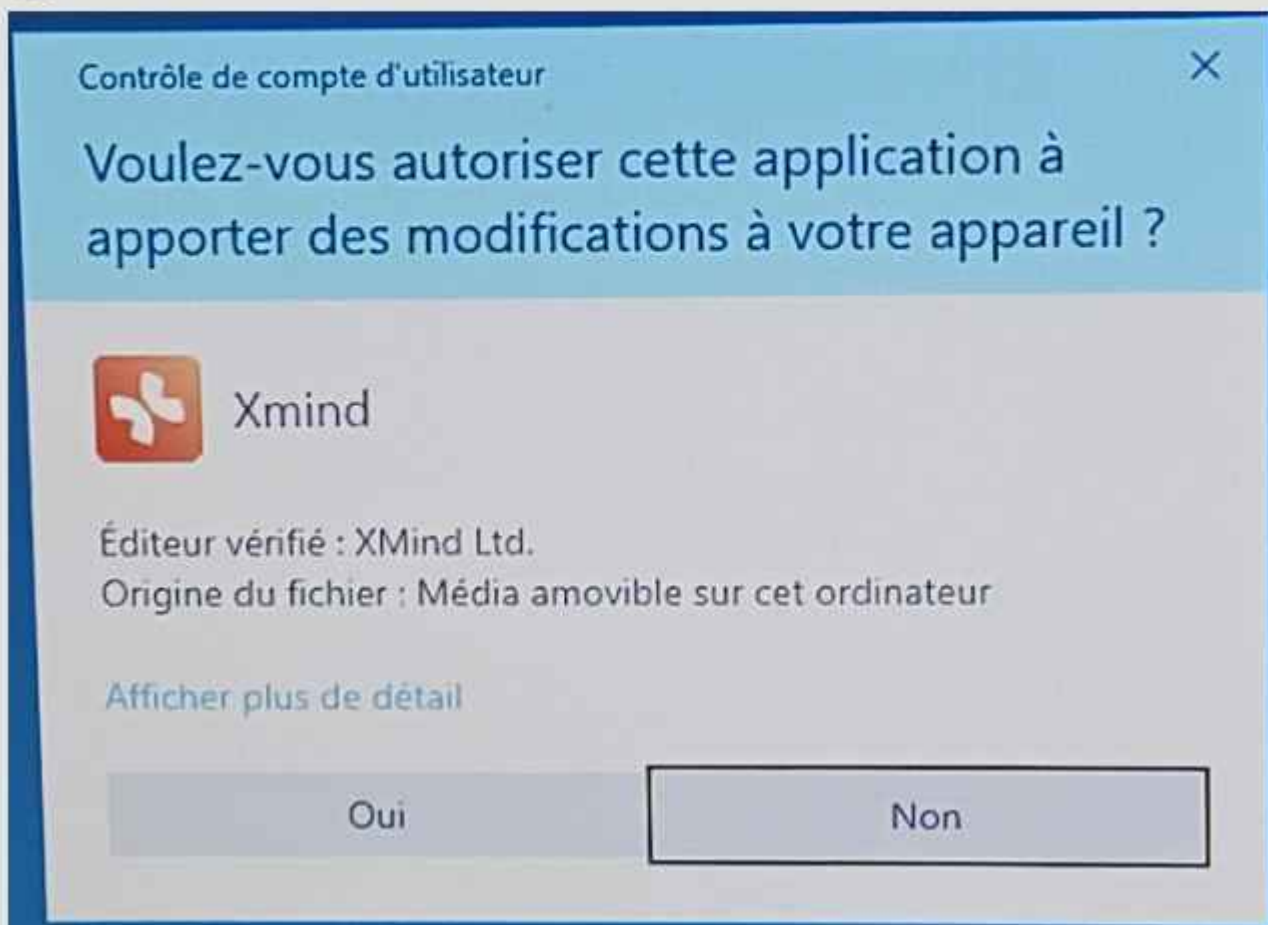 Contrôle de compte d'utilisateur
Voulez-vous autoriser cette application à
apporter des modifications à votre appareil ?
Xmind
Éditeur vérifié : XMind Ltd.
Origine du fichier : Média amovible sur cet ordinateur
Afficher plus de détail
Oui
Non